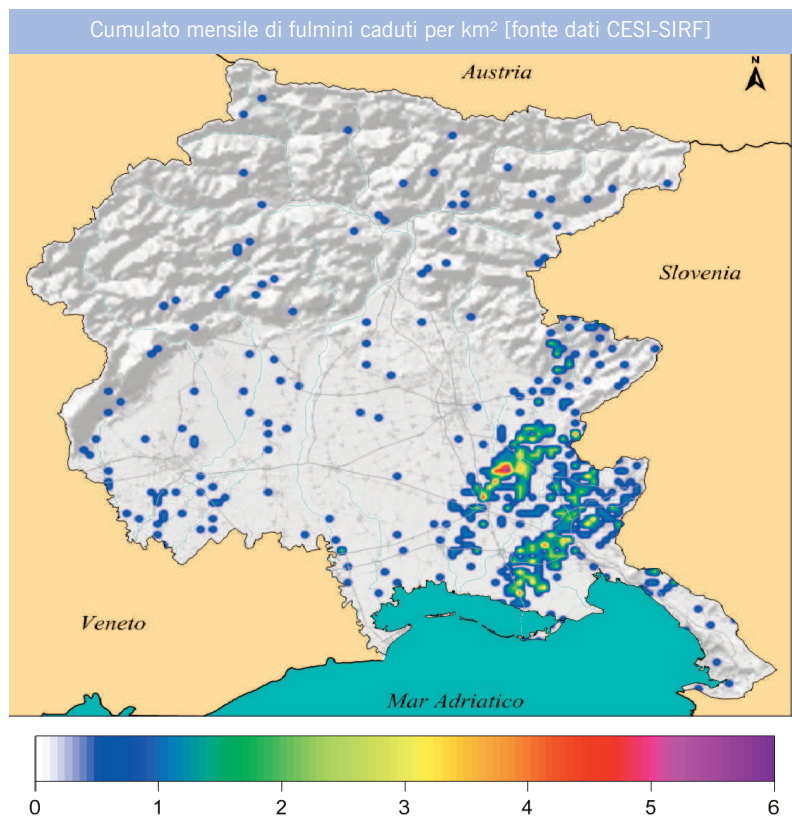 Cumulato mensile di fulmini caduti per km² [fonte dati CESI-SIRF]
Austria
N
Slovenia
Veneto
Mar Adriatico
0 1 2 3 4 5 6